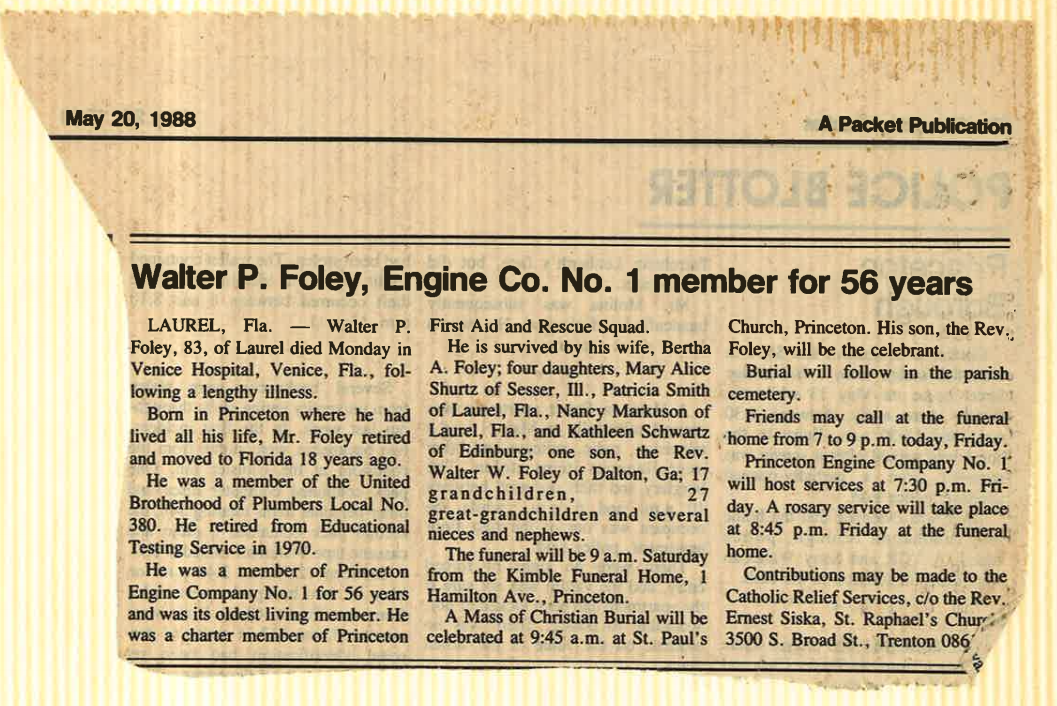 May 20, 1988
A Packet Publication
POLICE BLOTTER
Walter P. Foley, Engine Co. No. 1 member for 56 years
LAUREL, Fla. — Walter P.
Foley, 83, of Laurel died Monday in
Venice Hospital, Venice, Fla., fol-
lowing a lengthy illness.
Born in Princeton where he had
lived all his life, Mr. Foley retired
and moved to Florida 18 years ago.
He was a member of the United
Brotherhood of Plumbers Local No.
380. He retired from Educational
Testing Service in 1970.
He was a member of Princeton
Engine Company No. 1 for 56 years
and was its oldest living member. He
was a charter member of Princeton
First Aid and Rescue Squad.
He is survived by his wife, Bertha
A. Foley; four daughters, Mary Alice
Shurtz of Sesser, Ill., Patricia Smith
of Laurel, Fla., Nancy Markuson of
Laurel, Fla., and Kathleen Schwartz
of Edinburg; one son, the Rev.
Walter W. Foley of Dalton, Ga; 17
grandchildren, 27
great-grandchildren and several
nieces and nephews.
The funeral will be 9 a.m. Saturday
from the Kimble Funeral Home, 1
Hamilton Ave., Princeton.
A Mass of Christian Burial will be
celebrated at 9:45 a.m. at St. Paul's
Church, Princeton. His son, the Rev.
Foley, will be the celebrant.
Burial will follow in the parish
cemetery.
Friends may call at the funeral
home from 7 to 9 p.m. today, Friday.
Princeton Engine Company No. 1
will host services at 7:30 p.m. Fri-
day. A rosary service will take place
at 8:45 p.m. Friday at the funeral
home.
Contributions may be made to the
Catholic Relief Services, c/o the Rev.
Ernest Siska, St. Raphael's
3500 S. Broad St., Trenton